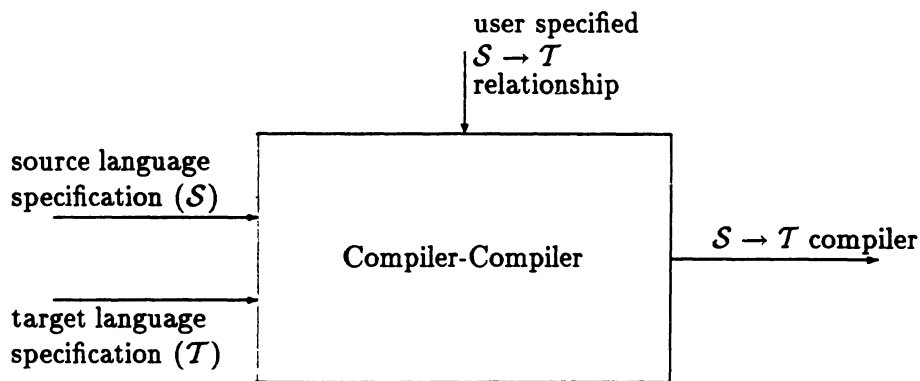 user specified
𝒮 → 𝒯
relationship
source language
specification (𝒮)
Compiler-Compiler
𝒮 → 𝒯 compiler
target language
specification (𝒯)